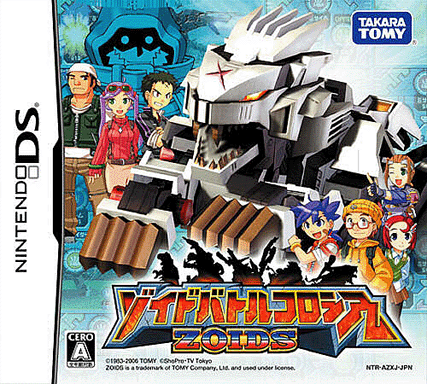 TAKARA
TOMY
NINTENDO DS
ゾイドバトルコロシアム
ZOIDS
CERO
A
©1983-2006 TOMY ©ShoPro・TV Tokyo
ZOIDS is a trademark of TOMY Company, Ltd. and used under license.
NTR-AZXJ-JPN